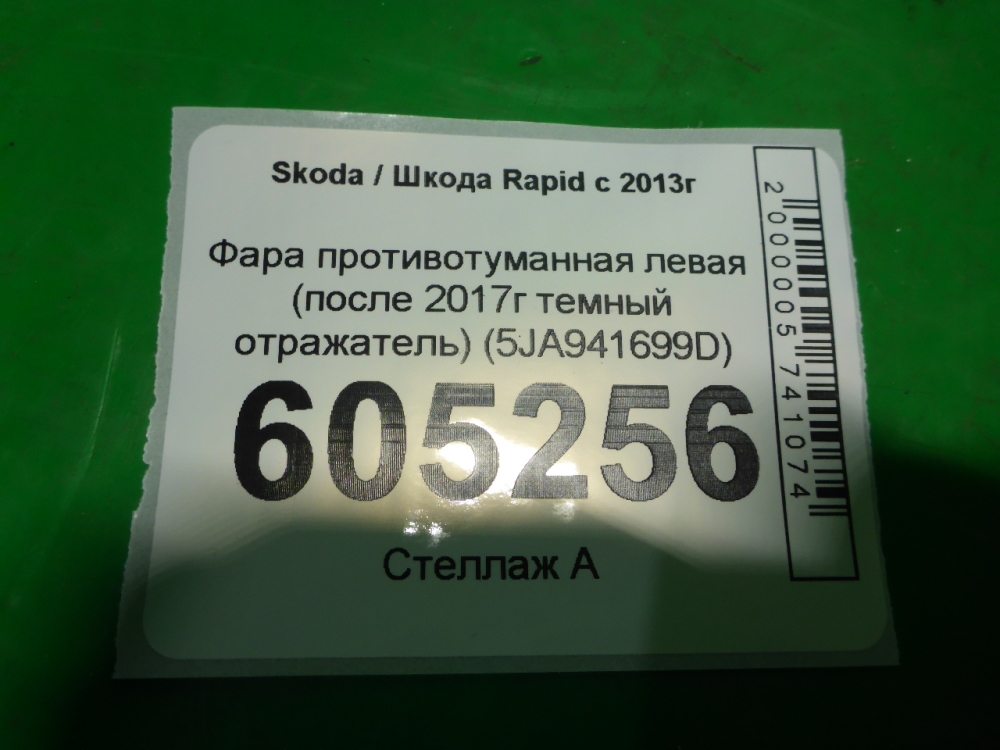 Skoda / Шкода Rapid с 2013г
Фара противотуманная левая
(после 2017г темный
отражатель) (5JA941699D)
605256
Стеллаж А
2000005741074